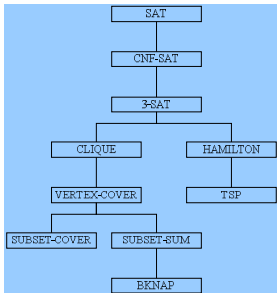 SAT
CNF-SAT
3-SAT
CLIQUE
HAMILTON
VERTEX-COVER
TSP
SUBSET-COVER
SUBSET-SUM
BKNAP